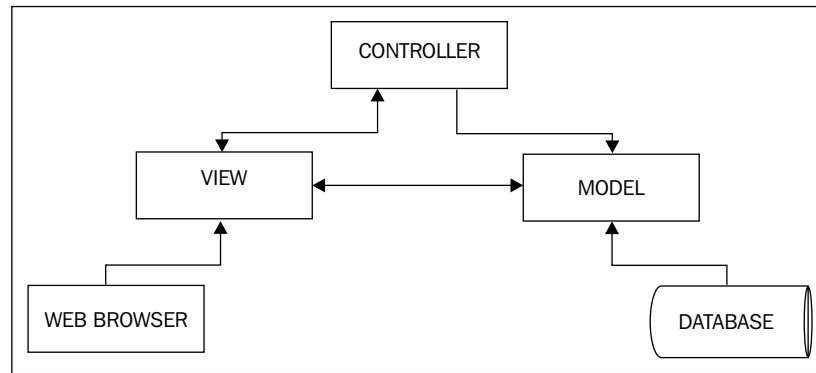 CONTROLLER
VIEW
MODEL
WEB BROWSER
DATABASE